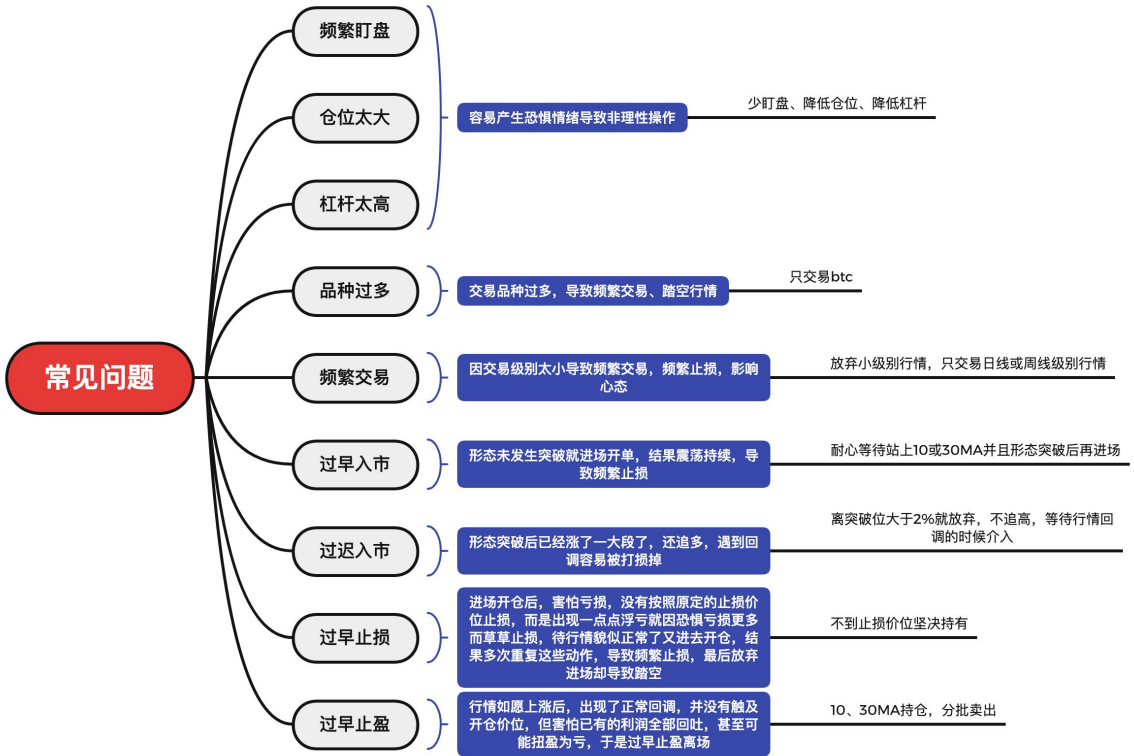 常见问题
频繁盯盘
仓位太大
杠杆太高
容易产生恐惧情绪导致非理性操作
少盯盘、降低仓位、降低杠杆
品种过多
交易品种过多，导致频繁交易、踏空行情
只交易btc
频繁交易
因交易级别太小导致频繁交易，频繁止损，影响
心态
放弃小级别行情，只交易日线或周线级别行情
过早入市
形态未发生突破就进场开单，结果震荡持续，导
致频繁止损
耐心等待站上10或30MA并且形态突破后再进场
过迟入市
形态突破后已经涨了一大段了，还追多，遇到回
调容易被打损掉
离突破位大于2%就放弃，不追高，等待行情回
调的时候介入
过早止损
进场开仓后，害怕亏损，没有按照原定的止损价
位止损，而是出现一点点浮亏就因恐惧亏损更多
而草草止损，待行情貌似正常了又进去开仓，结
果多次重复这些动作，导致频繁止损，最后放弃
进场却导致踏空
不到止损价位坚决持有
过早止盈
行情如愿上涨后，出现了正常回调，并没有触及
开仓价位，但害怕已有的利润全部回吐，甚至可
能扭盈为亏，于是过早止盈离场
10、30MA持仓，分批卖出